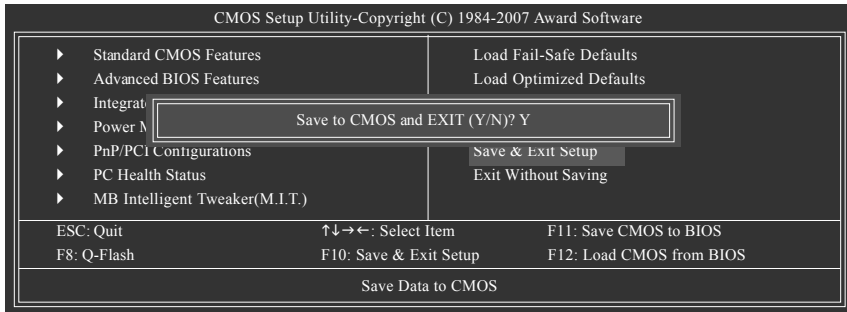 CMOS Setup Utility-Copyright (C) 1984-2007 Award Software
Standard CMOS Features
Advanced BIOS Features
Power
PnP/PCI Configurations
PC Health Status
MB Intelligent Tweaker(M.I.T.)
Load Fail-Safe Defaults
Load Optimized Defaults
Save & Exit Setup
Exit Without Saving
Save to CMOS and EXIT (Y/N)? Y
ESC: Quit ↑↓→←: Select Item F11: Save CMOS to BIOS
F8: Q-Flash F10: Save & Exit Setup F12: Load CMOS from BIOS
Save Data to CMOS